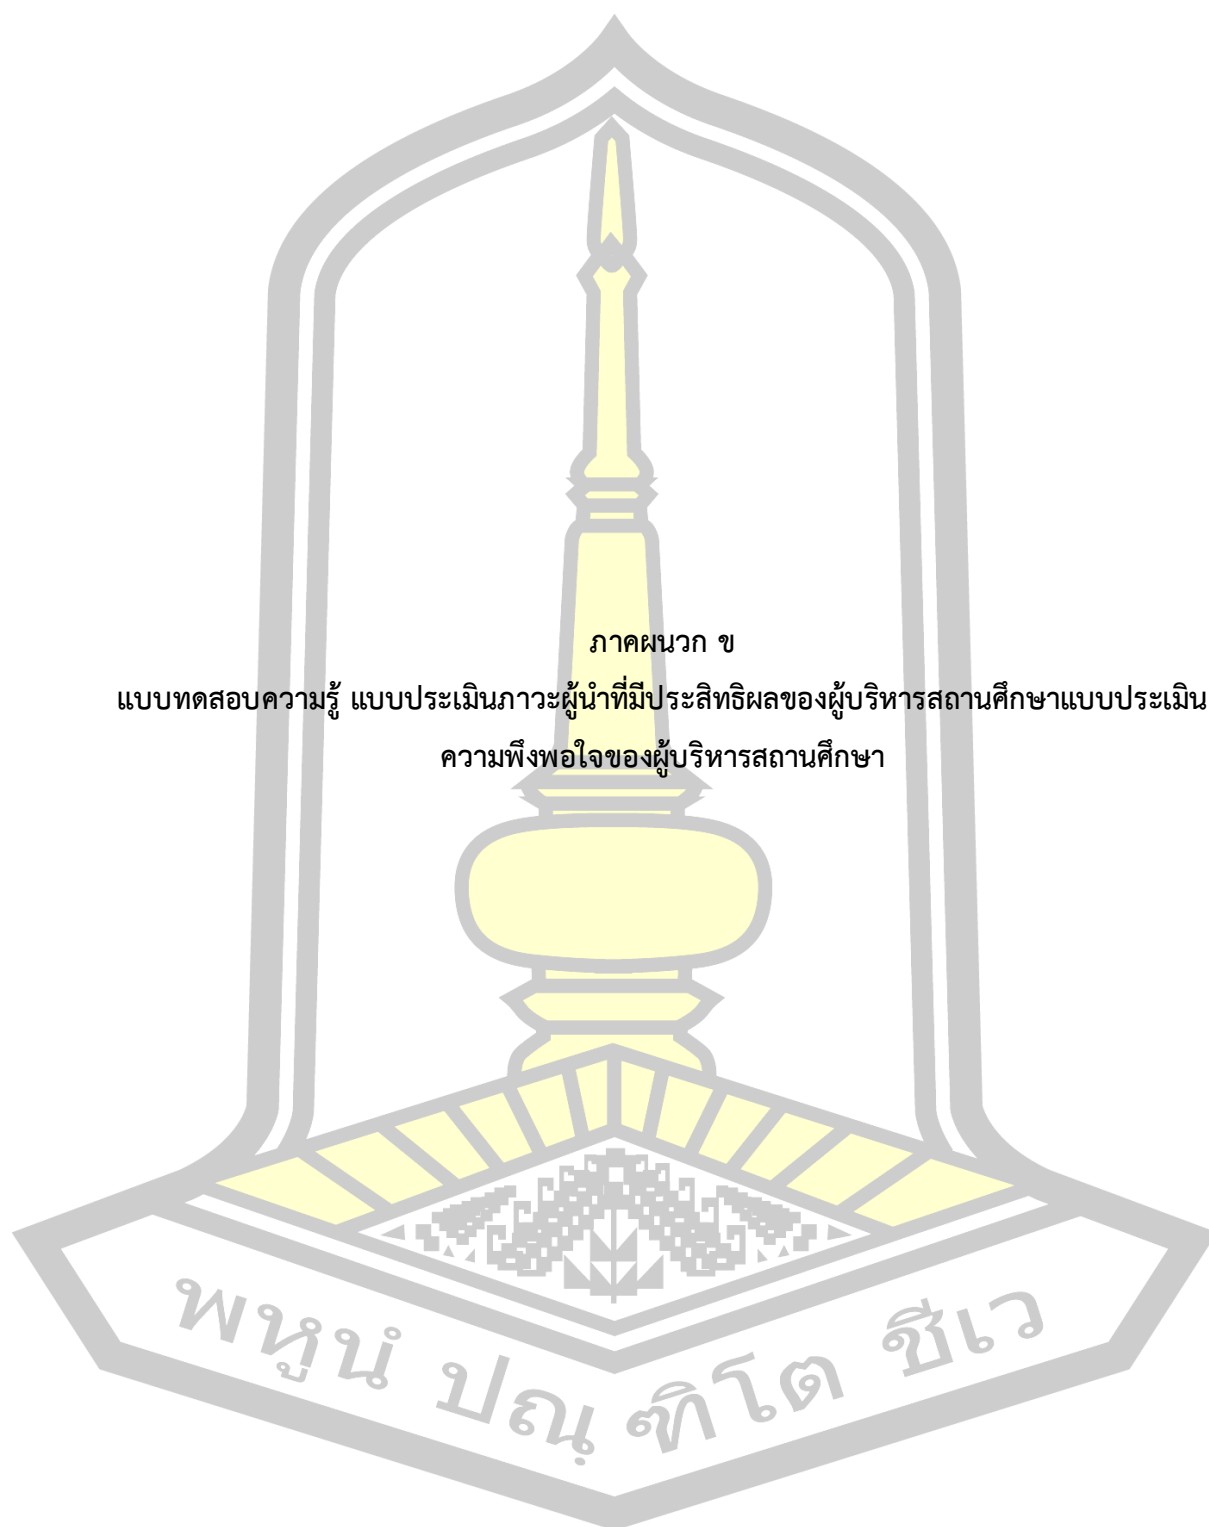 ภาคผนวก ข
แบบทดสอบความรู้ แบบประเมินภาวะผู้นำที่มีประสิทธิผลของผู้บริหารสถานศึกษาแบบประเมิน
ความพึงพอใจของผู้บริหารสถานศึกษา
พหูนํ ปณฺ ฑิโต ชีเว